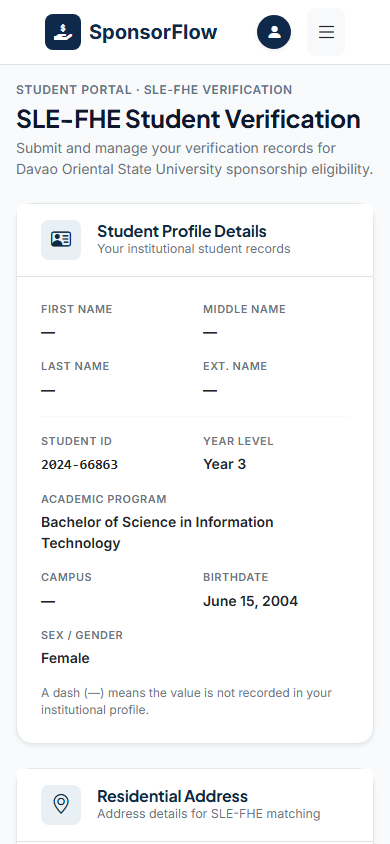 SponsorFlow
STUDENT PORTAL · SLE-FHE VERIFICATION
SLE-FHE Student Verification
Submit and manage your verification records for
Davao Oriental State University sponsorship eligibility.
Student Profile Details
Your institutional student records
FIRST NAME
MIDDLE NAME
—
—
LAST NAME
EXT. NAME
—
—
STUDENT ID
YEAR LEVEL
2024-66863
Year 3
ACADEMIC PROGRAM
Bachelor of Science in Information
Technology
CAMPUS
BIRTHDATE
—
June 15, 2004
SEX / GENDER
Female
A dash (—) means the value is not recorded in your
institutional profile.
Residential Address
Address details for SLE-FHE matching